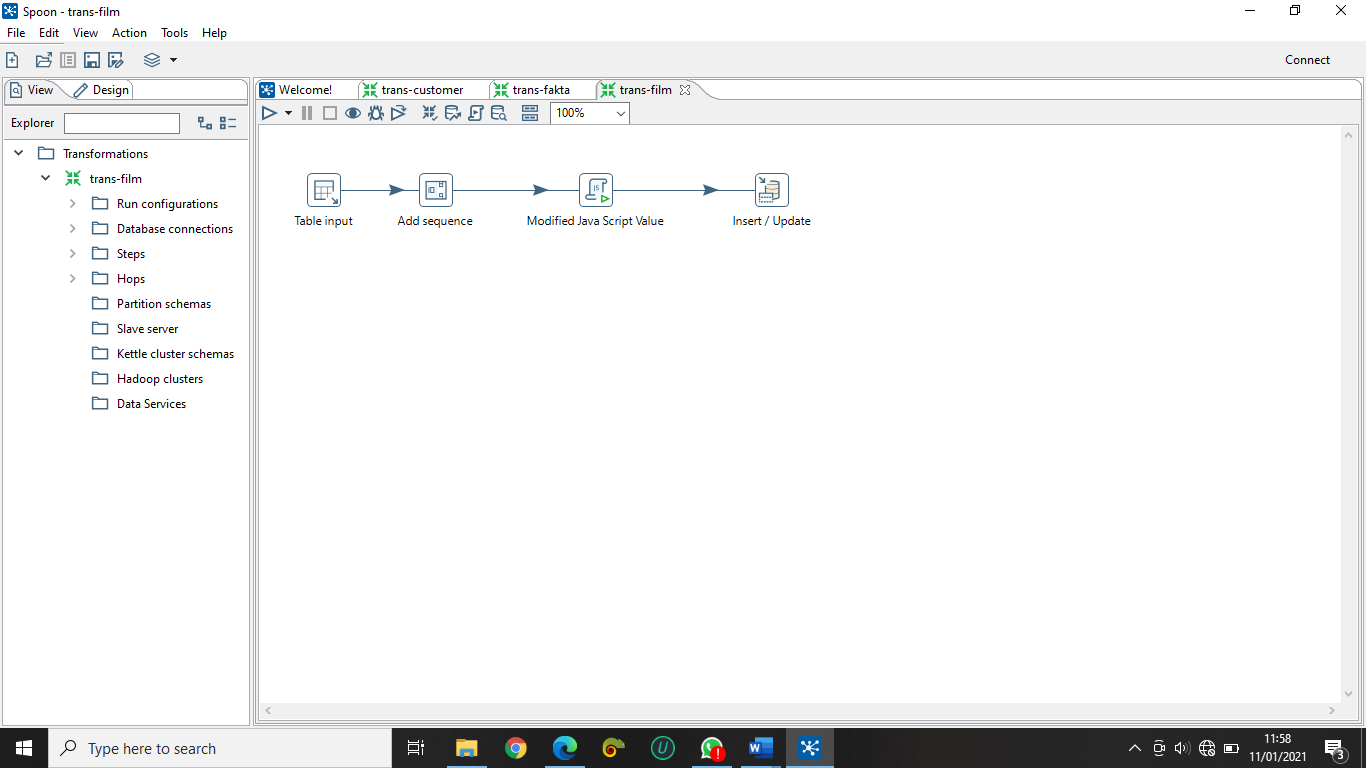 Spoon - trans-film
File Edit View Action Tools Help
Connect
View Design
Explorer
Transformations
trans-film
Run configurations
Database connections
Steps
Hops
Partition schemas
Slave server
Kettle cluster schemas
Hadoop clusters
Data Services
Welcome! trans-customer trans-fakta trans-film
100%
Table input Add sequence Modified Java Script Value Insert / Update
JS
Type here to search
U
W
11:58
11/01/2021
3